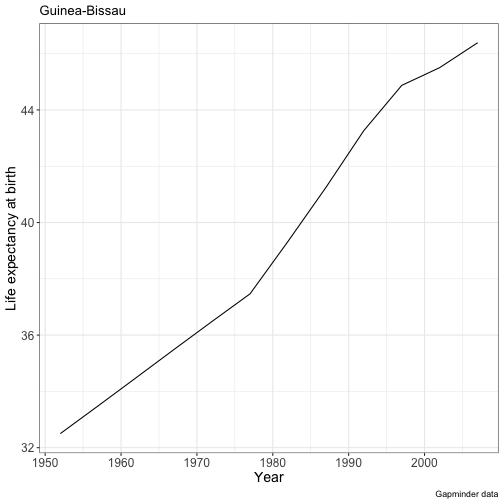 Guinea-Bissau
44
40
36
32
Life expectancy at birth
1950 1960 1970 1980 1990 2000
Year
Gapminder data